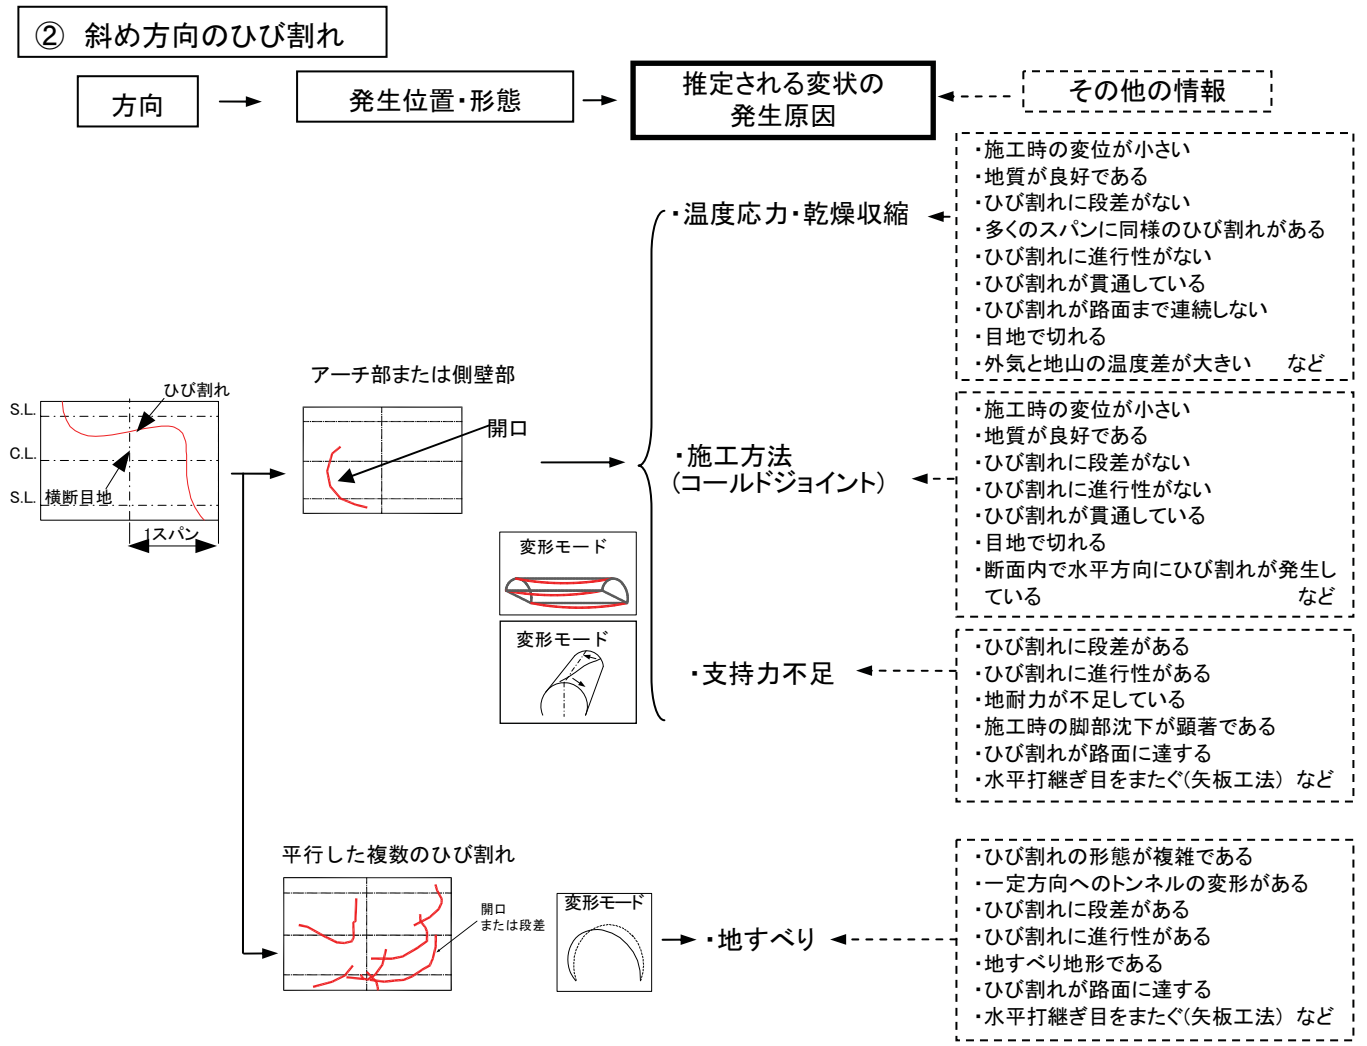 ② 斜め方向のひび割れ
方向
発生位置・形態
推定される変状の
発生原因
その他の情報
・施工時の変位が小さい
・地質が良好である
・ひび割れに段差がない
・多くのスパンに同様のひび割れがある
・ひび割れに進行性がない
・ひび割れが貫通している
・ひび割れが路面まで連続しない
・目地で切れる
・外気と地山の温度差が大きい など
・温度応力・乾燥収縮
アーチ部または側壁部
ひび割れ
S.L.
C.L.
S.L.
横断目地
1スパン
開口
・施工方法
(コールドジョイント)
・施工時の変位が小さい
・地質が良好である
・ひび割れに段差がない
・ひび割れに進行性がない
・ひび割れが貫通している
・目地で切れる
・断面内で水平方向にひび割れが発生し
ている など
変形モード
変形モード
・支持力不足
・ひび割れに段差がある
・ひび割れに進行性がある
・地耐力が不足している
・施工時の脚部沈下が顕著である
・ひび割れが路面に達する
・水平打継ぎ目をまたぐ(矢板工法) など
平行した複数のひび割れ
開口
または段差
変形モード
・地すべり
・ひび割れの形態が複雑である
・一定方向へのトンネルの変形がある
・ひび割れに段差がある
・ひび割れに進行性がある
・地すべり地形である
・ひび割れが路面に達する
・水平打継ぎ目をまたぐ(矢板工法) など